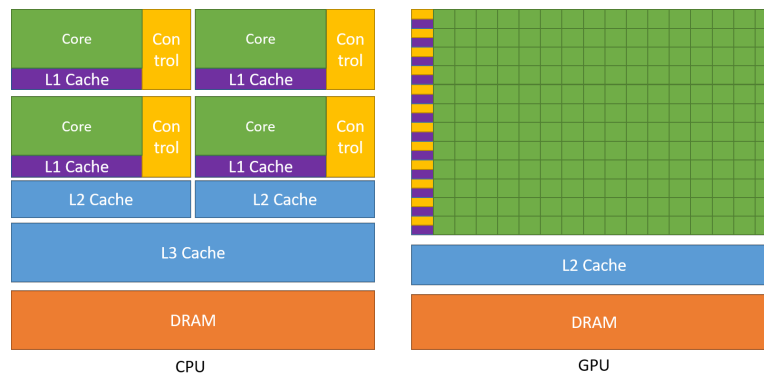 Core
Con
trol
L1 Cache
Core
Con
trol
L1 Cache
Core
Con
trol
L1 Cache
Core
Con
trol
L1 Cache
L2 Cache
L2 Cache
L3 Cache
DRAM
CPU
L2 Cache
DRAM
GPU